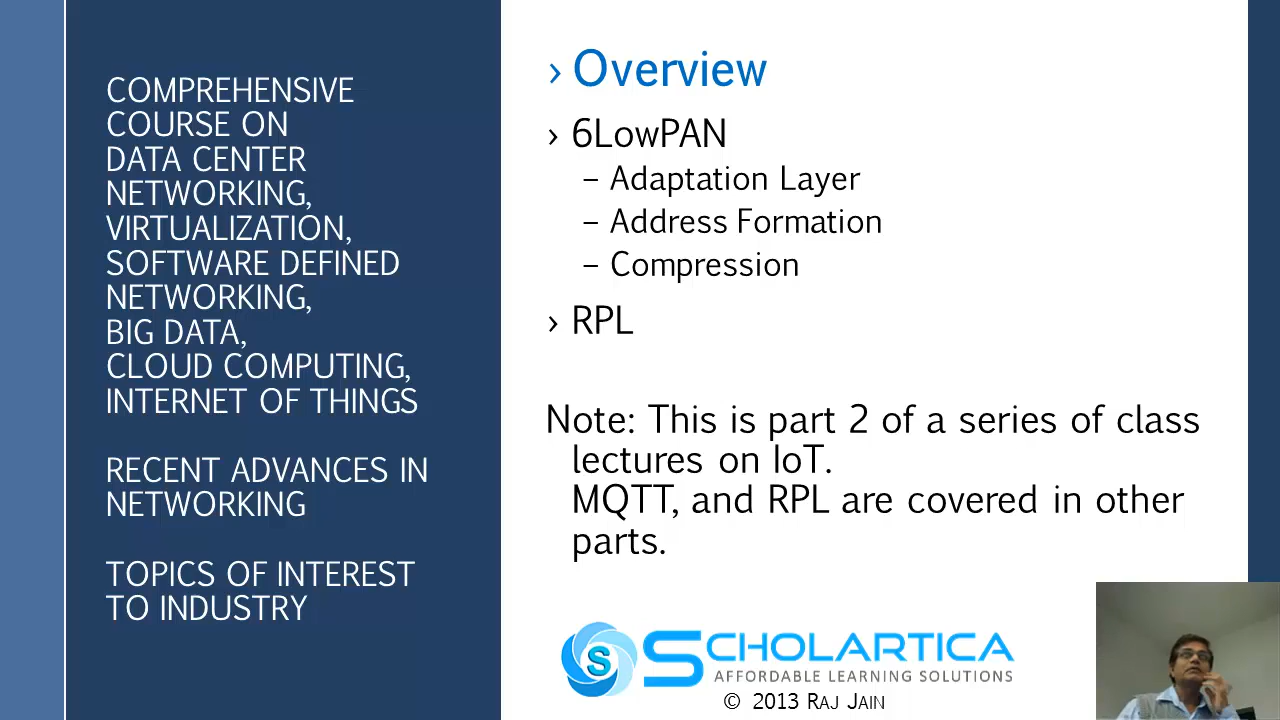 COMPREHENSIVE
COURSE ON
DATA CENTER
NETWORKING,
VIRTUALIZATION,
SOFTWARE DEFINED
NETWORKING,
BIG DATA,
CLOUD COMPUTING,
INTERNET OF THINGS
RECENT ADVANCES IN
NETWORKING
TOPICS OF INTEREST
TO INDUSTRY
› Overview
› 6LowPAN
– Adaptation Layer
– Address Formation
– Compression
› RPL
Note: This is part 2 of a series of class
lectures on IoT.
MQTT, and RPL are covered in other
parts.
S SCHOLARTICA
AFFORDABLE LEARNING SOLUTIONS
© 2013 RAJ JAIN